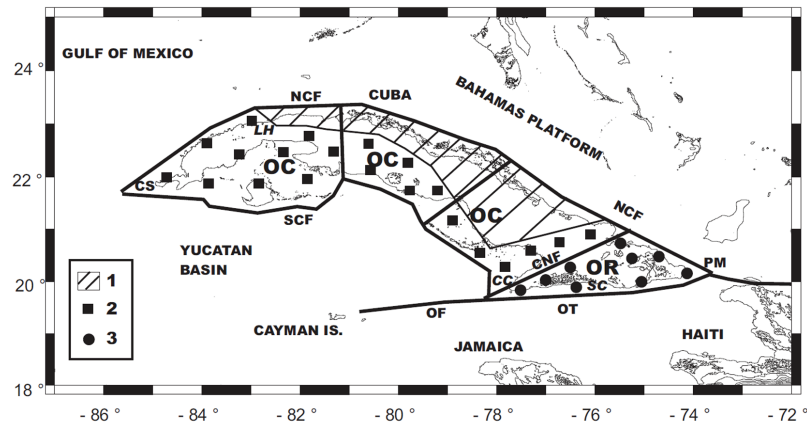 GULF OF MEXICO
24 °
NCF
CUBA
BAHAMAS PLATFORM
LH
OC
OC
22 °
CS
SCF
OC
NCF
YUCATAN
BASIN
CNF
OR
PM
20 °
CC
SC
1
2
3
OF
OT
CAYMAN IS.
JAMAICA
HAITI
18 °
- 86 °
- 84 °
- 82 °
- 80 °
- 78 °
- 76 °
- 74 °
- 72 °